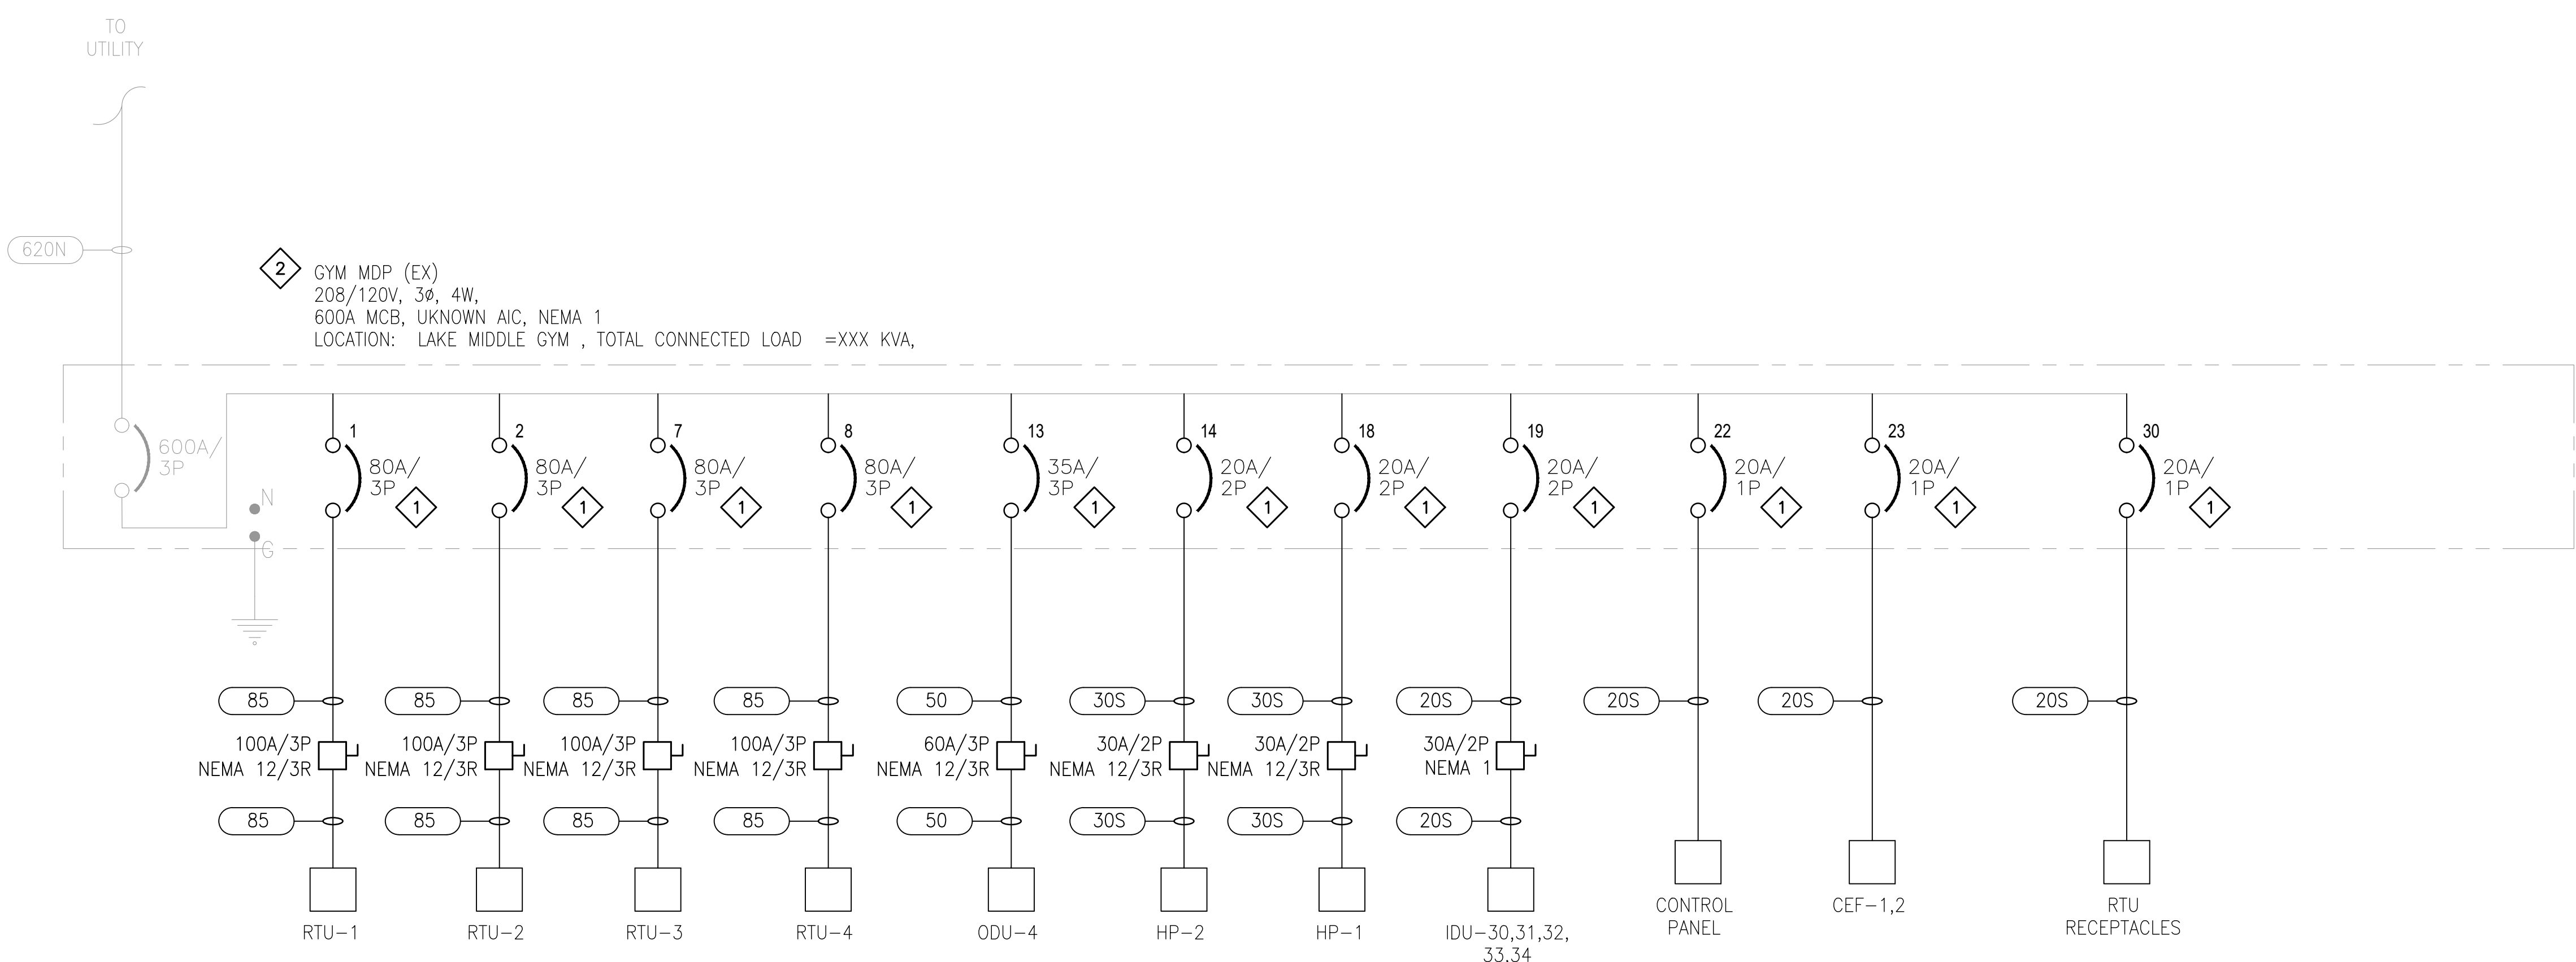 TO
UTILITY
620N
2
GYM MDP (EX)
208/120V, 3ø, 4W,
600A MCB, UKNOWN AIC, NEMA 1
LOCATION: LAKE MIDDLE GYM , TOTAL CONNECTED LOAD =XXX KVA,
600A/
3P
N
G
1
80A/
3P
1
2
80A/
3P
1
7
80A/
3P
1
8
80A/
3P
1
13
35A/
3P
1
14
20A/
2P
1
18
20A/
2P
1
19
20A/
2P
1
22
20A/
1P
1
23
20A/
1P
1
30
20A/
1P
1
85
85
85
85
50
30S
30S
20S
20S
20S
20S
100A/3P
NEMA 12/3R
100A/3P
NEMA 12/3R
100A/3P
NEMA 12/3R
100A/3P
NEMA 12/3R
60A/3P
NEMA 12/3R
30A/2P
NEMA 12/3R
30A/2P
NEMA 12/3R
30A/2P
NEMA 1
85
85
85
85
50
30S
30S
20S
RTU-1
RTU-2
RTU-3
RTU-4
ODU-4
HP-2
HP-1
IDU-30,31,32,
33,34
CONTROL
PANEL
CEF-1,2
RTU
RECEPTACLES